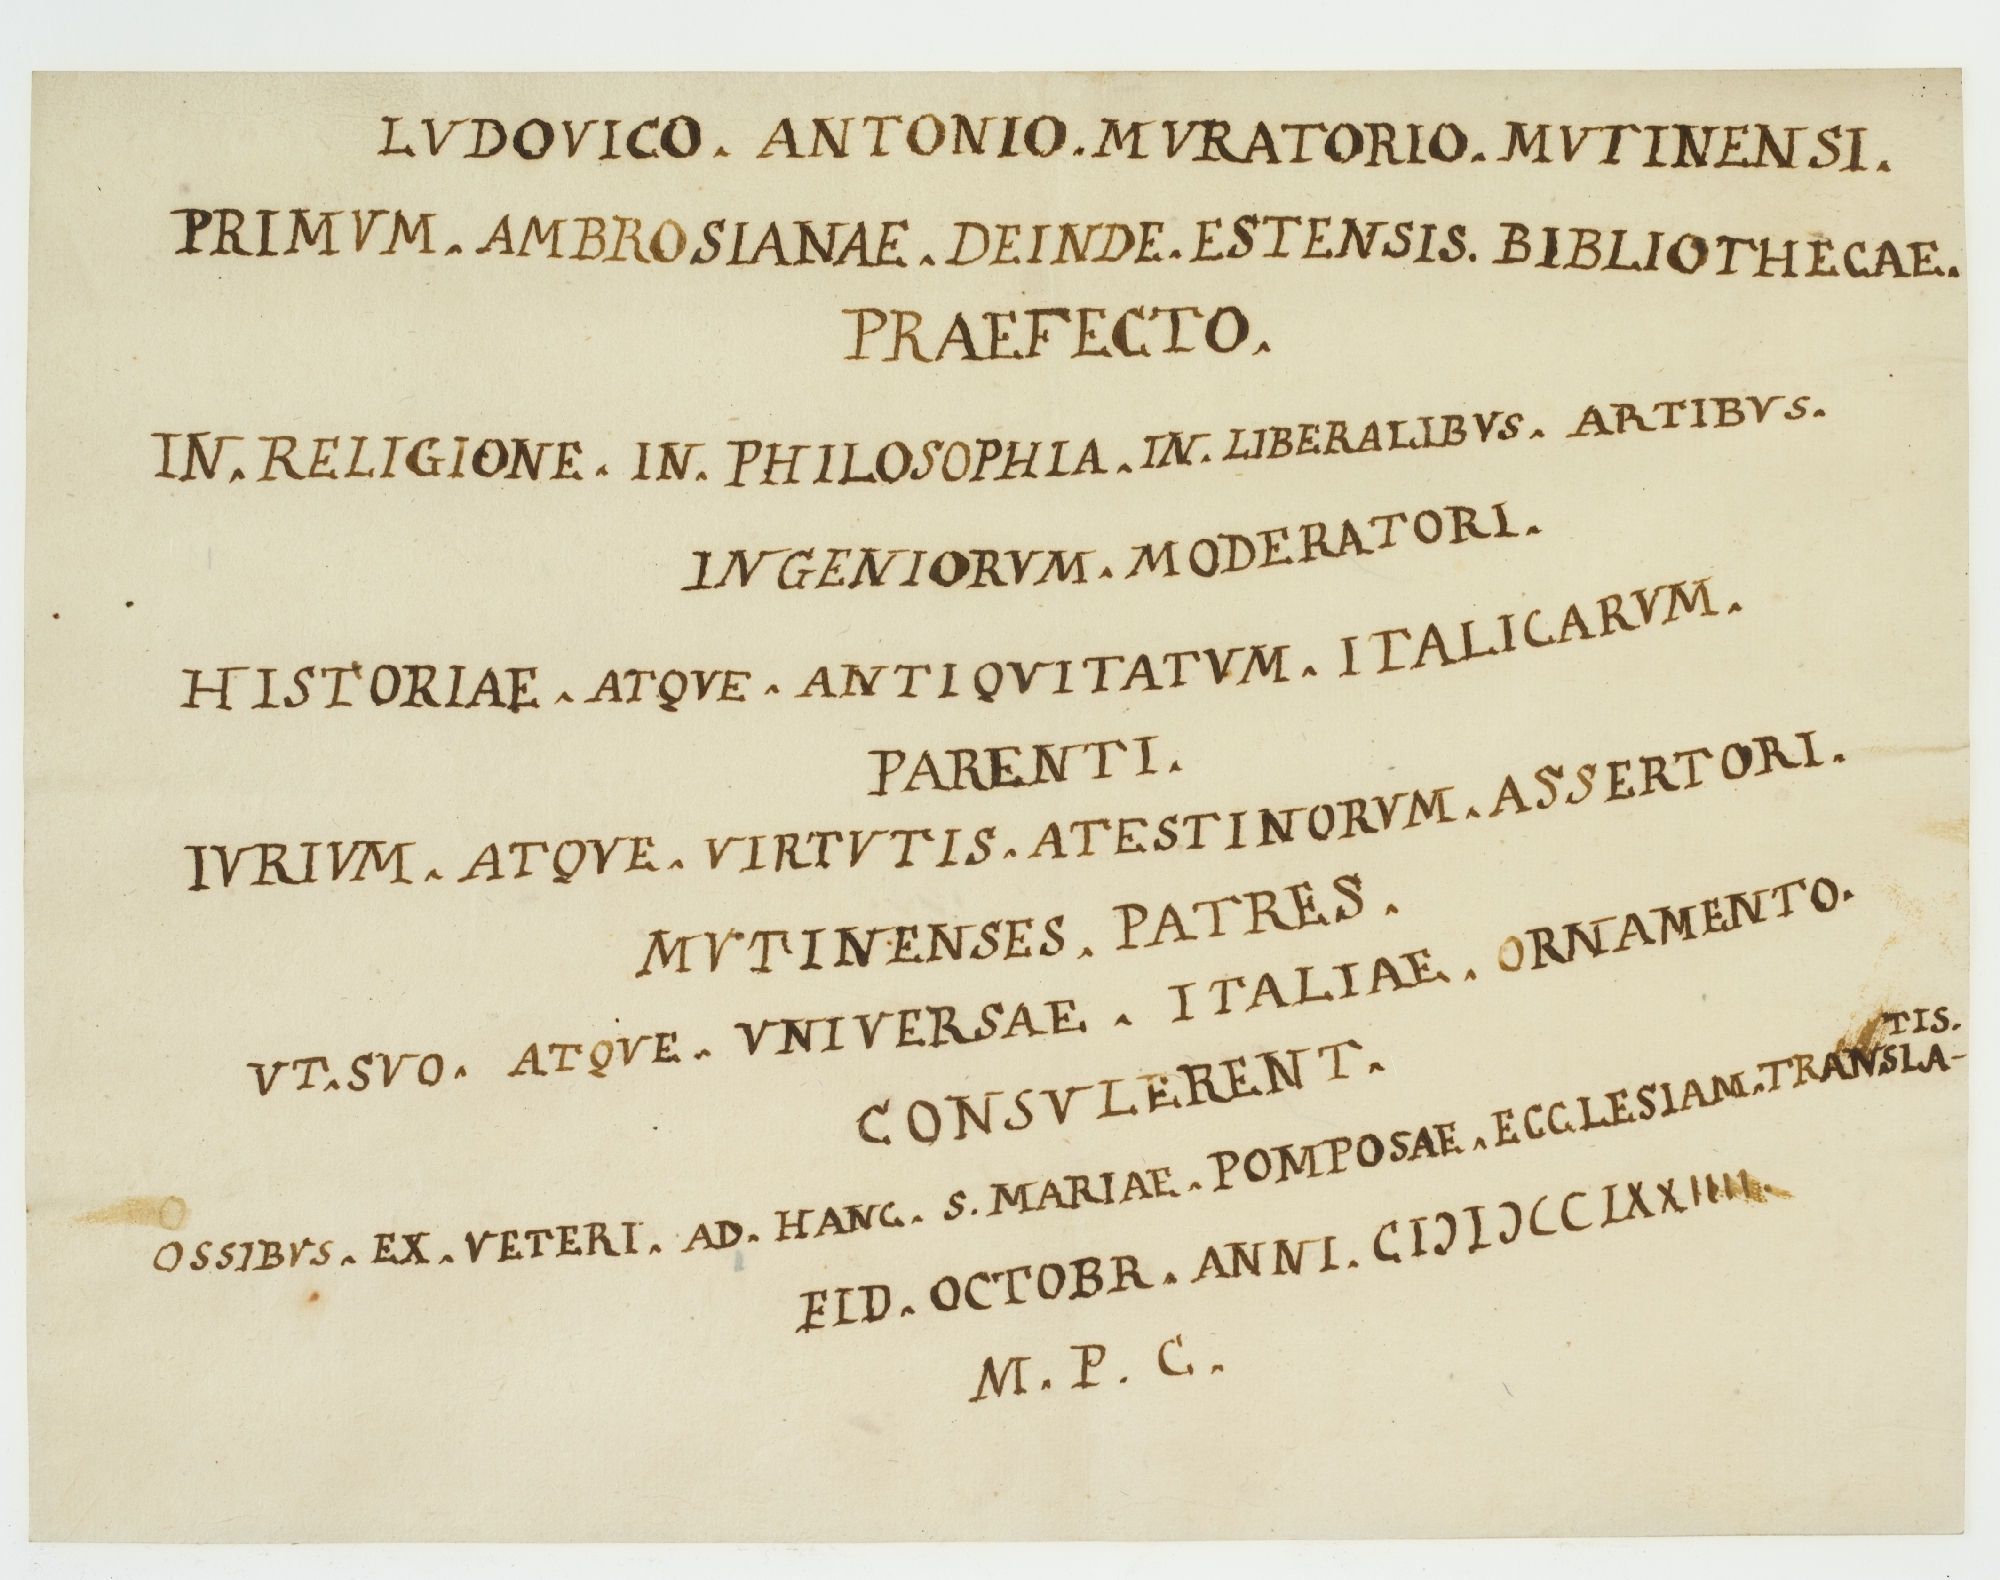 LVDOVICO. ANTONIO. MVRATORIO. MVTINENSI.
PRIMVM. AMBROSIANAE. DEINDE. ESTENSIS. BIBLIOTHECAE.
PRAEFECTO.
IN. RELIGIONE. IN. PHILOSOPHIA. IN. LIBERALIBVS. ARTIBVS.
INGENIORVM. MODERATORI.
HISTORIAE. ATQVE. ANTIQVITATVM. ITALICARVM.
PARENTI.
IVRIVM. ATQVE. VIRTVTIS. ATESTINORVM. ASSERTORI.
MVTINENSES. PATRES.
VT. SVO. ATQVE. VNIVERSAE. ITALIAE. ORNAMENTO.
CONSVLERENT.
OSSIBVS. EX. VETERI. AD. HANC. S. MARIAE. POMPOSAE. ECCLESIAM. TRANSLA-
TIS.
EID. OCTOBR. ANNI. CIƆIƆCCLXXIIII.
M. P. C.